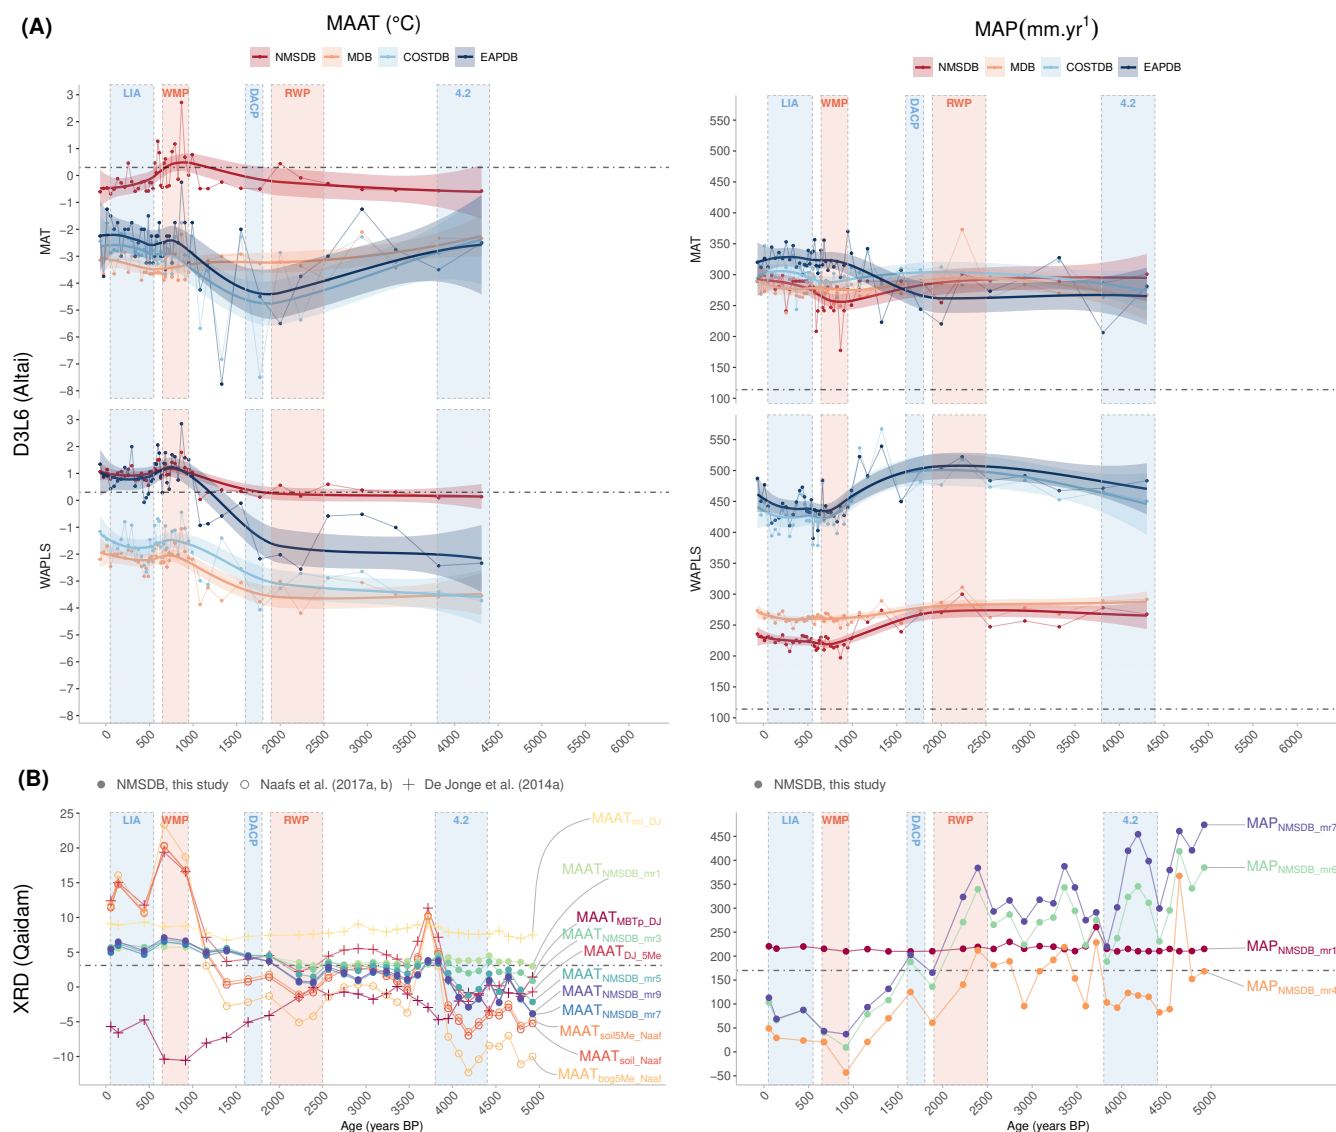 (A)
MAAT (°C)
NMSDB MDB COSTDB EAPDB
MAP(mm.yr1)
NMSDB MDB COSTDB EAPDB
D3L6 (Altai)
MAT
3
2
1
0
−1
−2
−3
−4
−5
−6
−7
−8
LIA WMP DACP RWP 4.2
WAPLS
3
2
1
0
−1
−2
−3
−4
−5
−6
−7
−8
0 500 1000 1500 2000 2500 3000 3500 4000 4500 5000 5500 6000
MAT
550
500
450
400
350
300
250
200
150
100
LIA WMP DACP RWP 4.2
WAPLS
550
500
450
400
350
300
250
200
150
100
0 500 1000 1500 2000 2500 3000 3500 4000 4500 5000 5500 6000
(B)
NMSDB, this study Naafs et al. (2017a, b) De Jonge et al. (2014a)
NMSDB, this study
XRD (Qaidam)
25
20
15
10
5
0
−5
−10
LIA WMP DACP RWP 4.2
MAATmr_DJ
MAATNMSDB_mr1
MAATMBTp_DJ
MAATNMSDB_mr3
MAATDJ_5Me
MAATNMSDB_mr5
MAATNMSDB_mr9
MAATNMSDB_mr7
MAATsoil5Me_Naaf
MAATsoil_Naaf
MAATbog5Me_Naaf
0 500 1000 1500 2000 2500 3000 3500 4000 4500 5000
Age (years BP)
500
450
400
350
300
250
200
150
100
50
0
−50
LIA WMP DACP RWP 4.2
MAPNMSDB_mr7
MAPNMSDB_mr6
MAPNMSDB_mr1
MAPNMSDB_mr4
0 500 1000 1500 2000 2500 3000 3500 4000 4500 5000
Age (years BP)